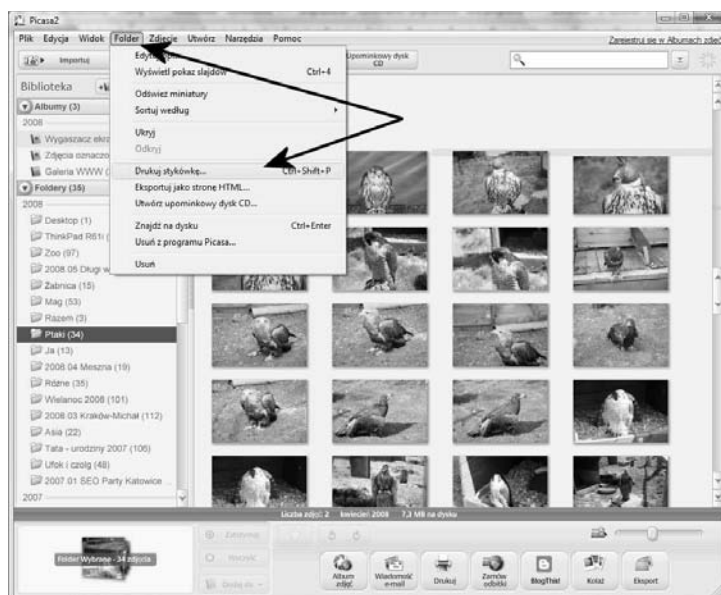 Picasa2
Plik Edycja Widok Folder Zdjęcie Utwórz Narzędzia Pomoc
Zarejestruj się w Albumach zdjęć
Importuj
Upominkowy dysk CD
Biblioteka
Albumy (3)
2008
Wygaszacz
Zdjęcia
Galeria WWW
Foldery (35)
2008
Desktop (1)
ThinkPad R61i
Zoo (97)
2008.05 Długi
Żabnica (15)
Mag (53)
Razem (3)
Ptaki (34)
Ja (13)
2008.04 Meszna (19)
Różne (35)
Wielanoc 2008 (101)
2008.03 Kraków-Michał (112)
Asia (22)
Tata - urodziny 2007 (106)
Ufok i czolg (48)
2007.01 SEO Party Katowice ...
2007
Wyświetl pokaz slajdów Ctrl+4
Odśwież miniatury
Sortuj według
Ukryj
Odkryj
Drukuj stykówkę... Ctrl+Shift+P
Eksportuj jako stronę HTML...
Utwórz upominkowy dysk CD...
Znajdź na dysku Ctrl+Enter
Usuń z programu Picasa...
Usuń
Liczba zdjęć: 2 kwiecień 2008 7,3 MB na dysku
Folder Wybrane - 34 zdjęcia
Zatrzymaj
Wyczyść
Dodaj do
Album zdjęć
Wiadomość e-mail
Drukuj
Zamów odbitki
BlogThis!
Kolaż
Eksport